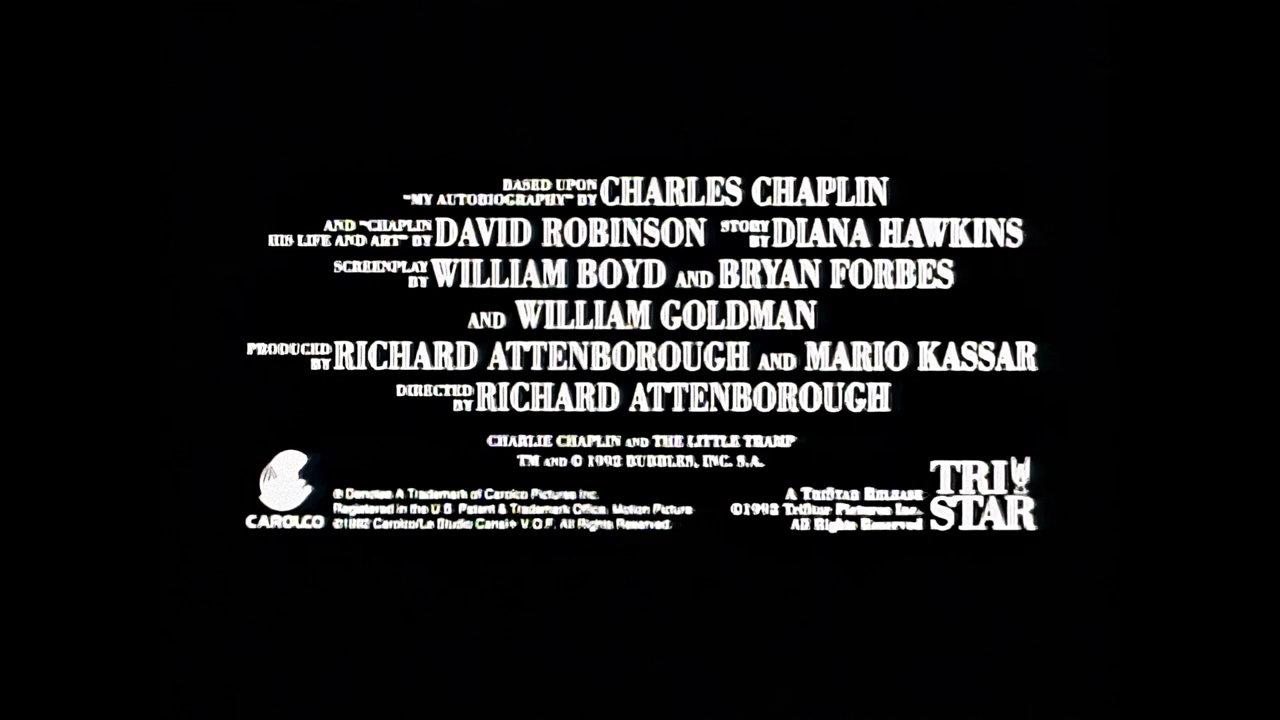 BASED UPON
"MY AUTOBIOGRAPHY" BY CHARLES CHAPLIN
AND "CHAPLIN
HIS LIFE AND ART" BY DAVID ROBINSON STORY BY DIANA HAWKINS
SCREENPLAY BY WILLIAM BOYD AND BRYAN FORBES
AND WILLIAM GOLDMAN
PRODUCED BY RICHARD ATTENBOROUGH AND MARIO KASSAR
DIRECTED BY RICHARD ATTENBOROUGH
CHARLIE CHAPLIN AND THE LITTLE TRAMP
TM AND © 1992 BUBBLES, INC. S.A.
CAROLCO
® Denotes A Trademark of Carolco Pictures Inc.
Registered in the U.S. Patent & Trademark Office. Motion Picture
©1992 Carolco/Le Studio Canal+ V.O.F. All Rights Reserved.
A TriStar Release
©1992 TriStar Pictures Inc.
All Rights Reserved
TRI
STAR